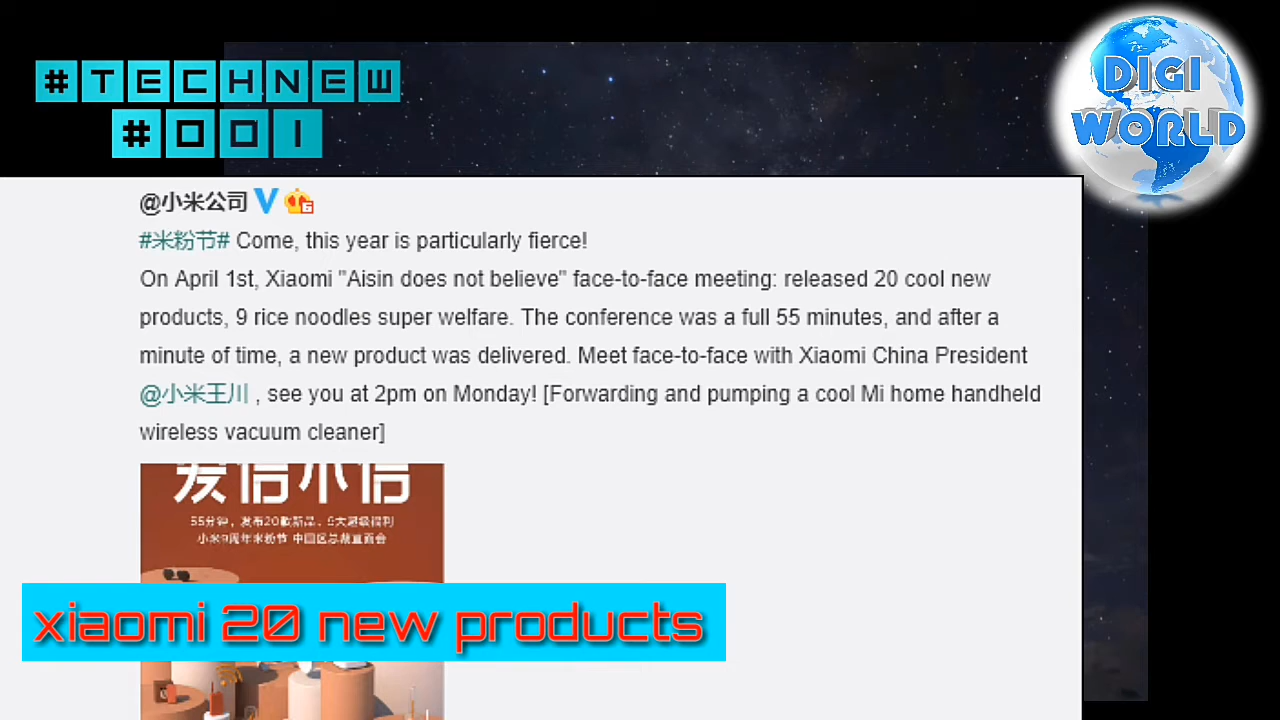 #TECHNEW
#001
DIGI
WORLD
@小米公司
#米粉节# Come, this year is particularly fierce!
On April 1st, Xiaomi "Aisin does not believe" face-to-face meeting: released 20 cool new
products, 9 rice noodles super welfare. The conference was a full 55 minutes, and after a
minute of time, a new product was delivered. Meet face-to-face with Xiaomi China President
@小米王川 , see you at 2pm on Monday! [Forwarding and pumping a cool Mi home handheld
wireless vacuum cleaner]
爱信不信
55分钟，发布20款新品、9大超级福利
小米9周年米粉节 中国区总裁直面会
xiaomi 20 new products